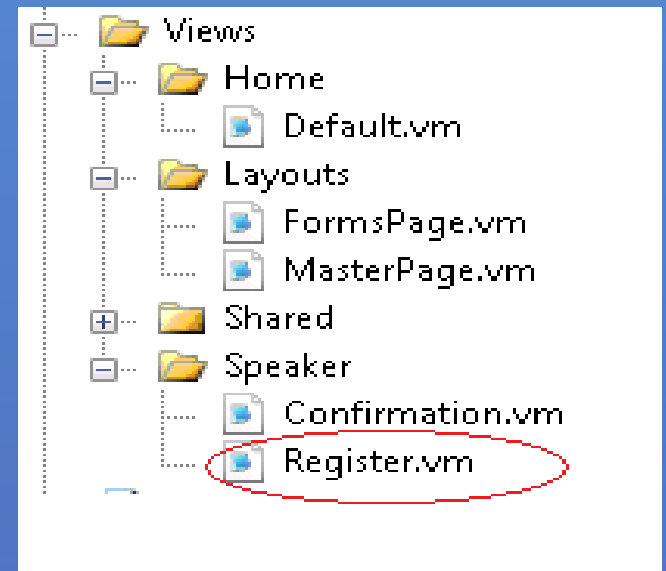 Views
Home
Default.vm
Layouts
FormsPage.vm
MasterPage.vm
Shared
Speaker
Confirmation.vm
Register.vm